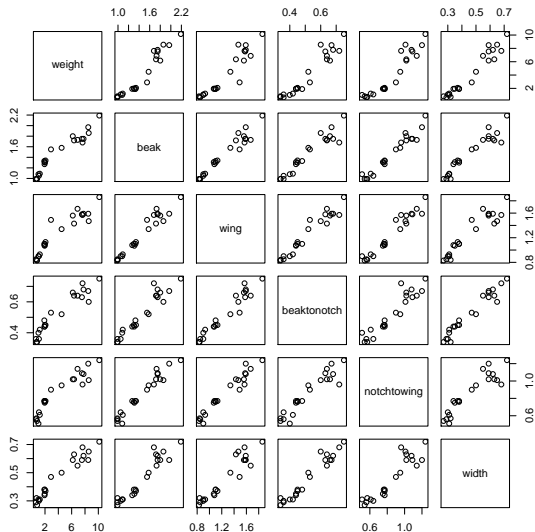 1.0 1.6 2.2 0.4 0.6 0.3 0.5 0.7
weight 2 6 10
1.0 1.6 2.2 beak
wing 0.8 1.2 1.6
0.4 0.6 beaktonotch
notchtowing 0.6 1.0
0.3 0.5 0.7 width
2 6 10 0.8 1.2 1.6 0.6 1.0